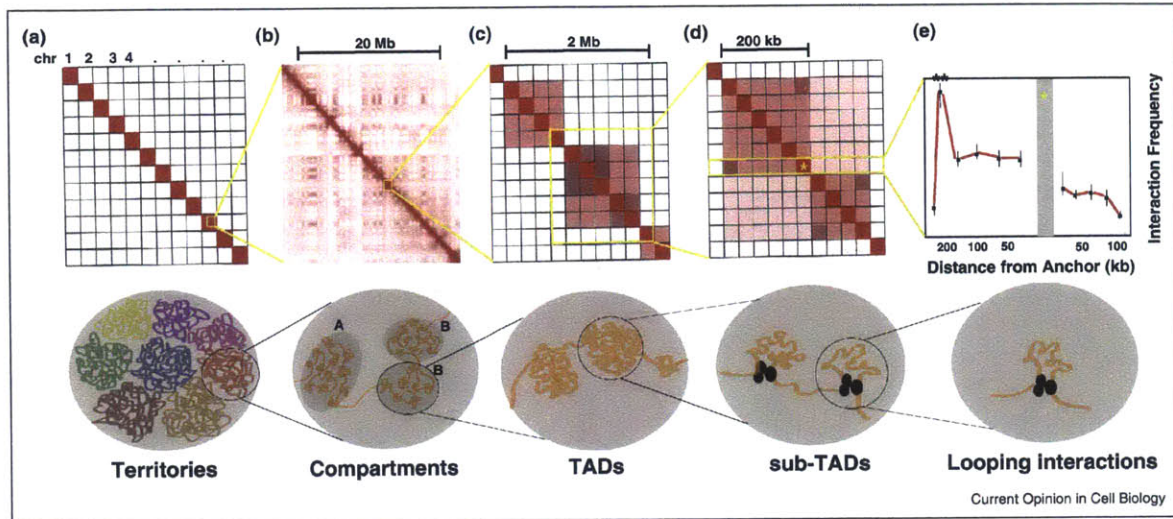 (a) (b) (c) (d) (e)
20 Mb 2 Mb 200 kb
chr 1 2 3 4 . . . .
**
*
*
Interaction Frequency
200 100 50 50 100
Distance from Anchor (kb)
A B
B
Territories Compartments TADs sub-TADs Looping interactions
Current Opinion in Cell Biology